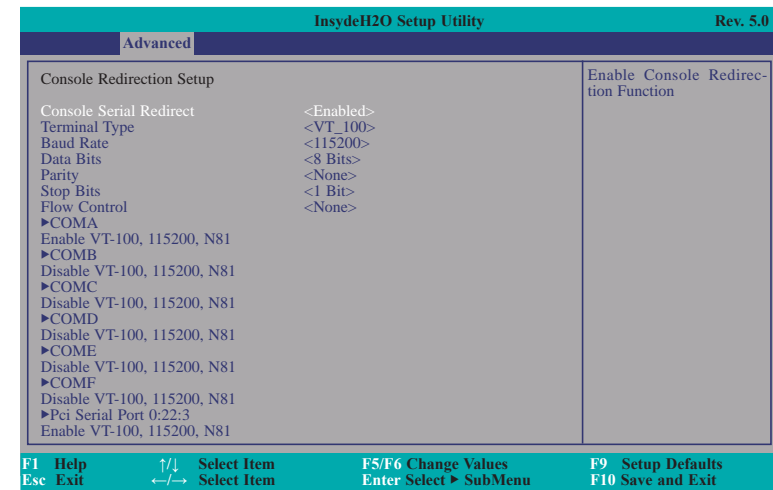 InsydeH2O Setup Utility Rev. 5.0
Advanced
Console Redirection Setup
Console Serial Redirect <Enabled>
Terminal Type <VT_100>
Baud Rate <115200>
Data Bits <8 Bits>
Parity <None>
Stop Bits <1 Bit>
Flow Control <None>
▶COMA
Enable VT-100, 115200, N81
▶COMB
Disable VT-100, 115200, N81
▶COMC
Disable VT-100, 115200, N81
▶COMD
Disable VT-100, 115200, N81
▶COME
Disable VT-100, 115200, N81
▶COMF
Disable VT-100, 115200, N81
▶Pci Serial Port 0:22:3
Enable VT-100, 115200, N81
Enable Console Redirec-
tion Function
F1 Help ↑/↓ Select Item F5/F6 Change Values F9 Setup Defaults
Esc Exit ←/→ Select Item Enter Select ▶ SubMenu F10 Save and Exit